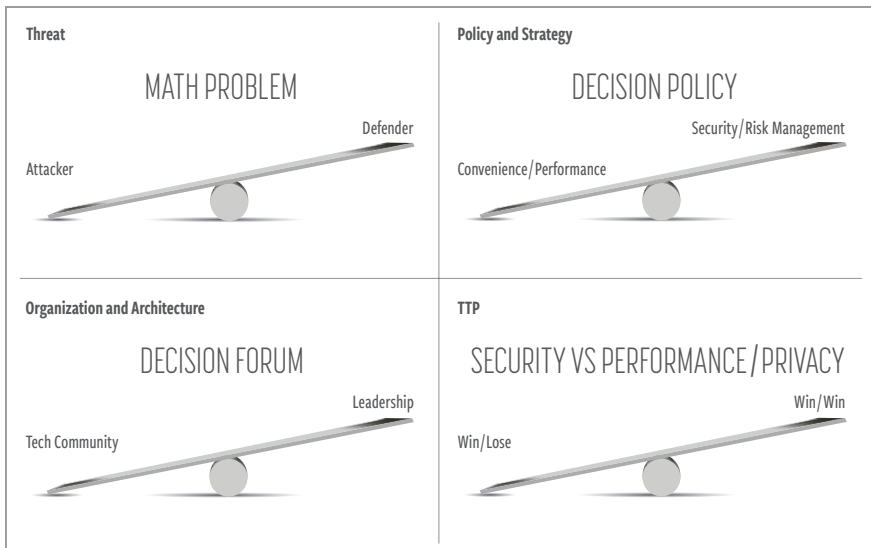 Threat
MATH PROBLEM
Defender
Attacker
Policy and Strategy
DECISION POLICY
Security/Risk Management
Convenience/Performance
Organization and Architecture
DECISION FORUM
Leadership
Tech Community
TTP
SECURITY VS PERFORMANCE/PRIVACY
Win/Win
Win/Lose